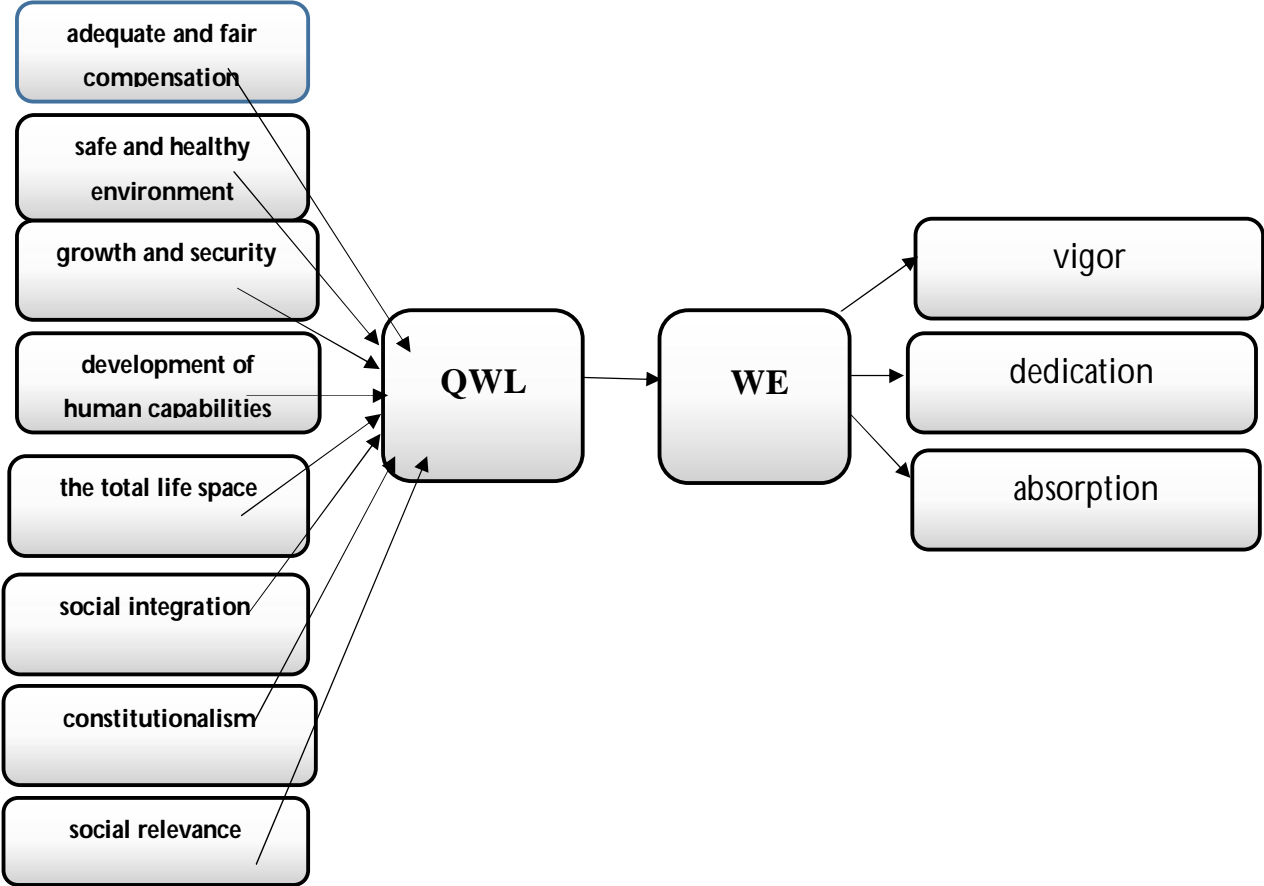 adequate and fair
compensation
safe and healthy
environment
growth and security
development of
human capabilities
the total life space
social integration
constitutionalism
social relevance
QWL
WE
vigor
dedication
absorption